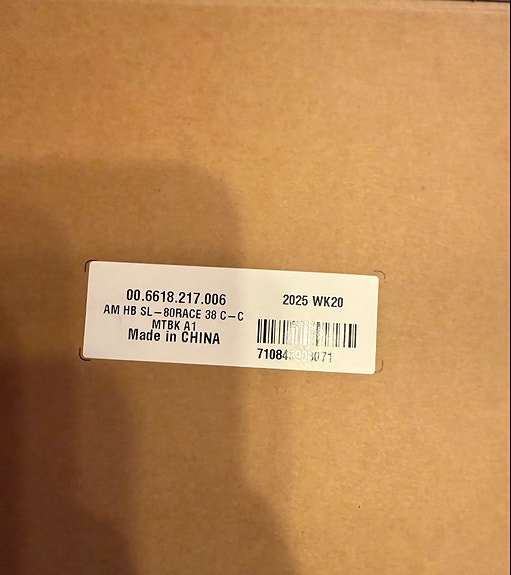 00.6618.217.006
2025 WK20
AM HB SL-80RACE 38 C-C
MTBK A1
Made in CHINA